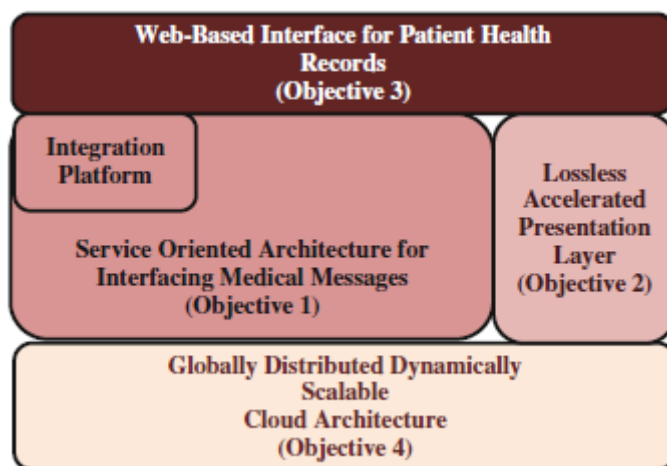 Web-Based Interface for Patient Health
Records
(Objective 3)
Integration
Platform
Service Oriented Architecture for
Interfacing Medical Messages
(Objective 1)
Lossless
Accelerated
Presentation
Layer
(Objective 2)
Globally Distributed Dynamically
Scalable
Cloud Architecture
(Objective 4)